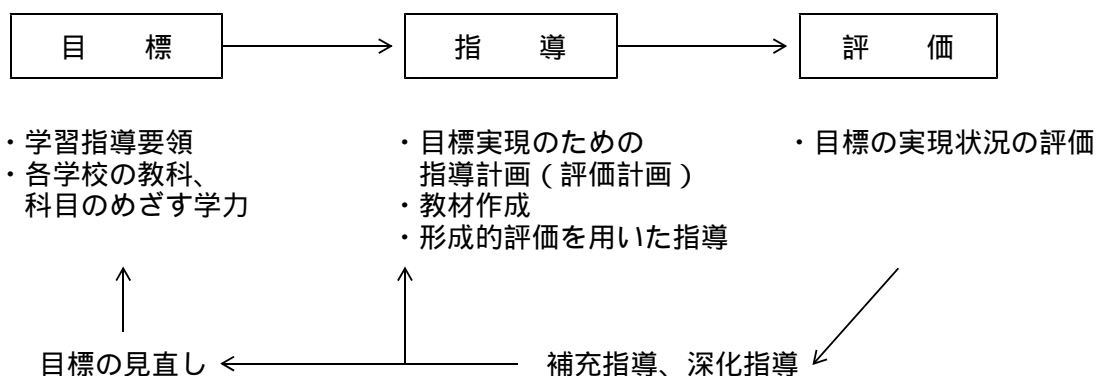 目　標
指　導
評　価
・学習指導要領
・各学校の教科、
科目のめざす学力
・目標実現のための
指導計画（評価計画）
・教材作成
・形成的評価を用いた指導
・目標の実現状況の評価
目標の見直し
補充指導、深化指導